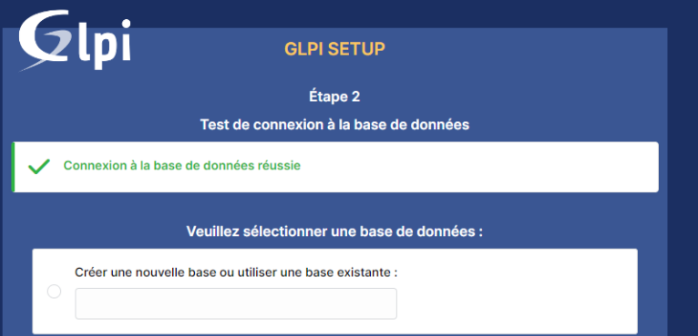 Glpi
GLPI SETUP
Étape 2
Test de connexion à la base de données
Connexion à la base de données réussie
Veuillez sélectionner une base de données :
Créer une nouvelle base ou utiliser une base existante :